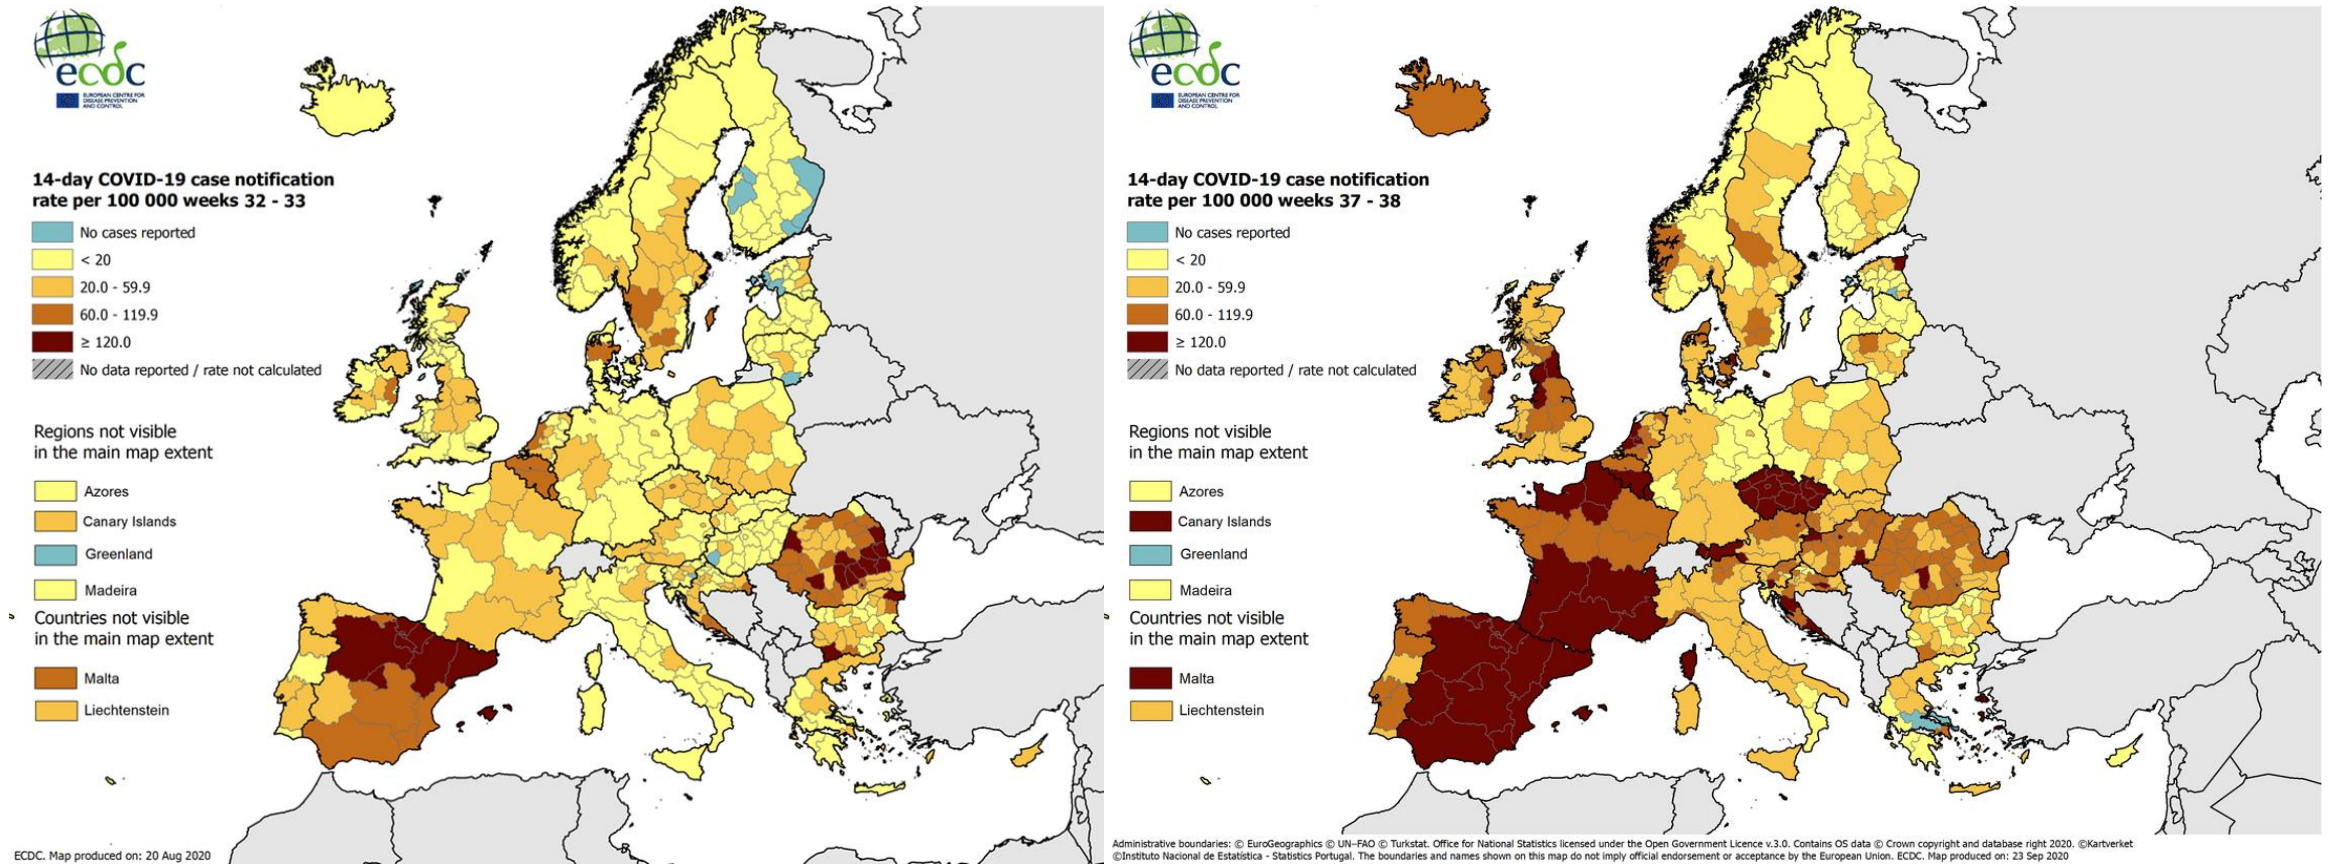 ecdc
EUROPEAN CENTRE FOR
DISEASE PREVENTION
AND CONTROL
14-day COVID-19 case notification
rate per 100 000 weeks 32 - 33
No cases reported
< 20
20.0 - 59.9
60.0 - 119.9
≥ 120.0
No data reported / rate not calculated
Regions not visible
in the main map extent
Azores
Canary Islands
Greenland
Madeira
Countries not visible
in the main map extent
Malta
Liechtenstein
ECDC. Map produced on: 20 Aug 2020
ecdc
EUROPEAN CENTRE FOR
DISEASE PREVENTION
AND CONTROL
14-day COVID-19 case notification
rate per 100 000 weeks 37 - 38
No cases reported
< 20
20.0 - 59.9
60.0 - 119.9
≥ 120.0
No data reported / rate not calculated
Regions not visible
in the main map extent
Azores
Canary Islands
Greenland
Madeira
Countries not visible
in the main map extent
Malta
Liechtenstein
Administrative boundaries: © EuroGeographics © UN–FAO © Turkstat. Office for National Statistics licensed under the Open Government Licence v.3.0. Contains OS data © Crown copyright and database right 2020. ©Kartverket
©Instituto Nacional de Estatística - Statistics Portugal. The boundaries and names shown on this map do not imply official endorsement or acceptance by the European Union. ECDC. Map produced on: 23 Sep 2020